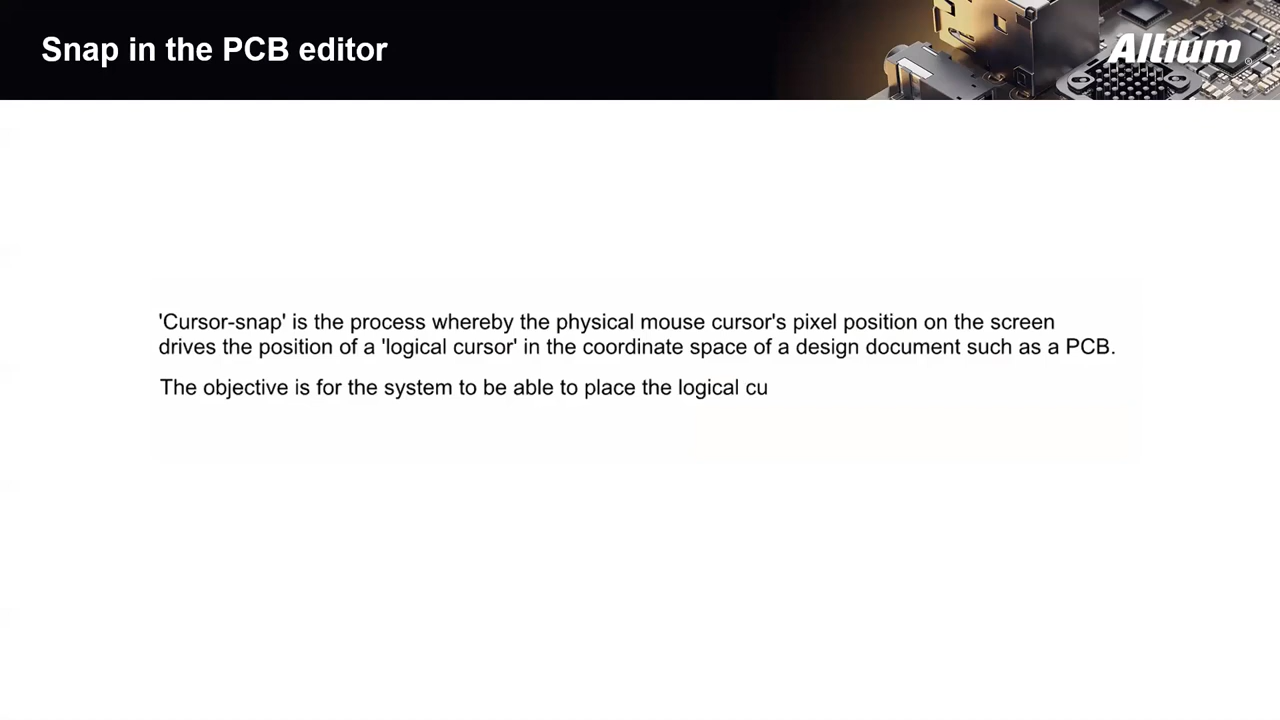 Snap in the PCB editor
Altium®
'Cursor-snap' is the process whereby the physical mouse cursor's pixel position on the screen
drives the position of a 'logical cursor' in the coordinate space of a design document such as a PCB.
The objective is for the system to be able to place the logical cu